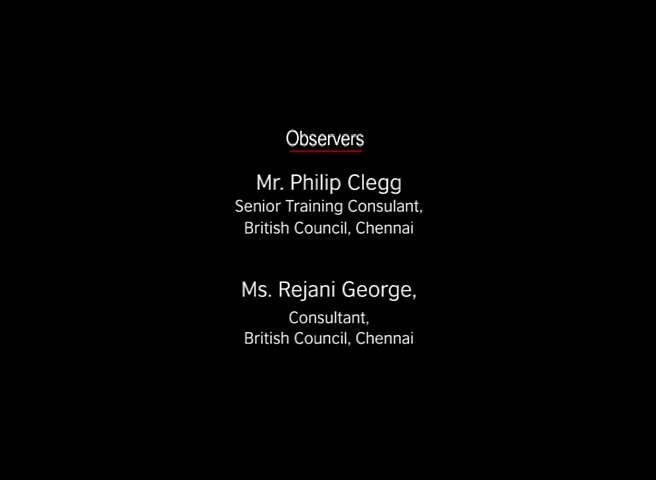 Observers
Mr. Philip Clegg
Senior Training Consulant,
British Council, Chennai
Ms. Rejani George,
Consultant,
British Council, Chennai